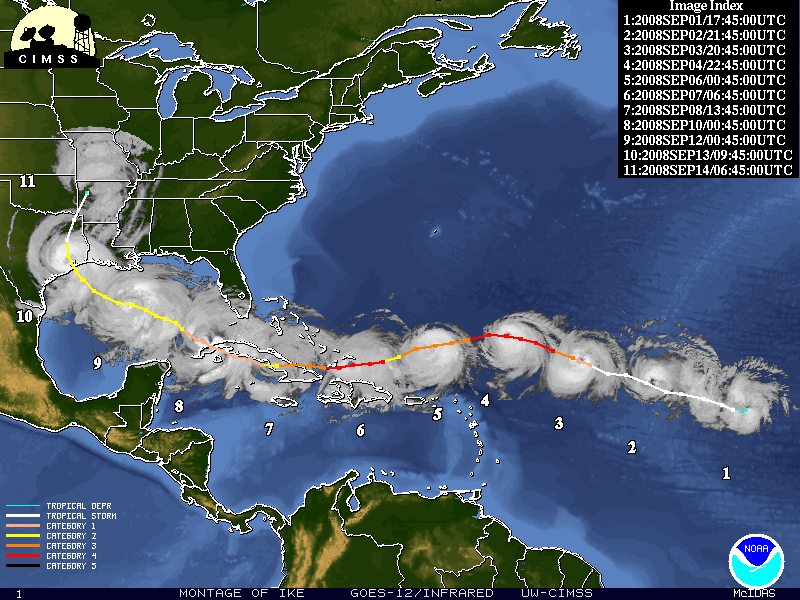 CIMSS
Image Index
1:2008SEP01/17:45:00UTC
2:2008SEP02/21:45:00UTC
3:2008SEP03/20:45:00UTC
4:2008SEP04/22:45:00UTC
5:2008SEP06/00:45:00UTC
6:2008SEP07/06:45:00UTC
7:2008SEP08/13:45:00UTC
8:2008SEP10/00:45:00UTC
9:2008SEP12/00:45:00UTC
10:2008SEP13/09:45:00UTC
11:2008SEP14/06:45:00UTC
11
10
9
8
7
6
5
4
3
2
1
TROPICAL DEPR
TROPICAL STORM
CATEGORY 1
CATEGORY 2
CATEGORY 3
CATEGORY 4
CATEGORY 5
NOAA
1 MONTAGE OF IKE GOES-12/INFRARED UW-CIMSS McIDAS